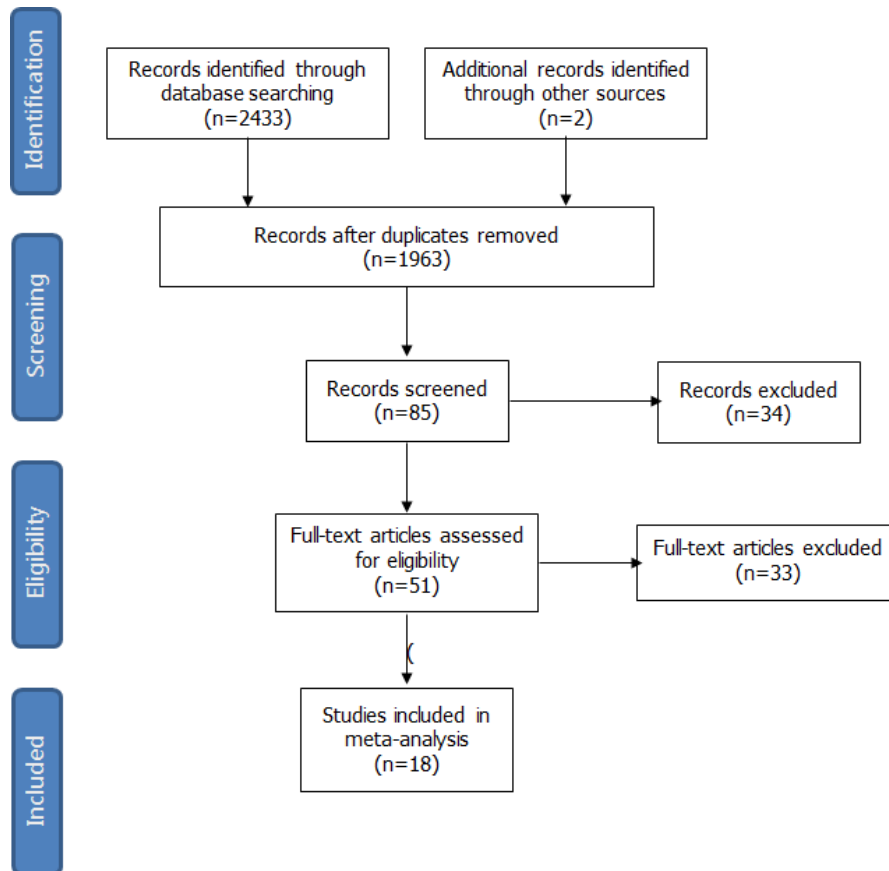 Identification
Records identified through
database searching
(n=2433)
Additional records identified
through other sources
(n=2)
Records after duplicates removed
(n=1963)
Screening
Records screened
(n=85)
Records excluded
(n=34)
Eligibility
Full-text articles assessed
for eligibility
(n=51)
Full-text articles excluded
(n=33)
(
Included
Studies included in
meta-analysis
(n=18)